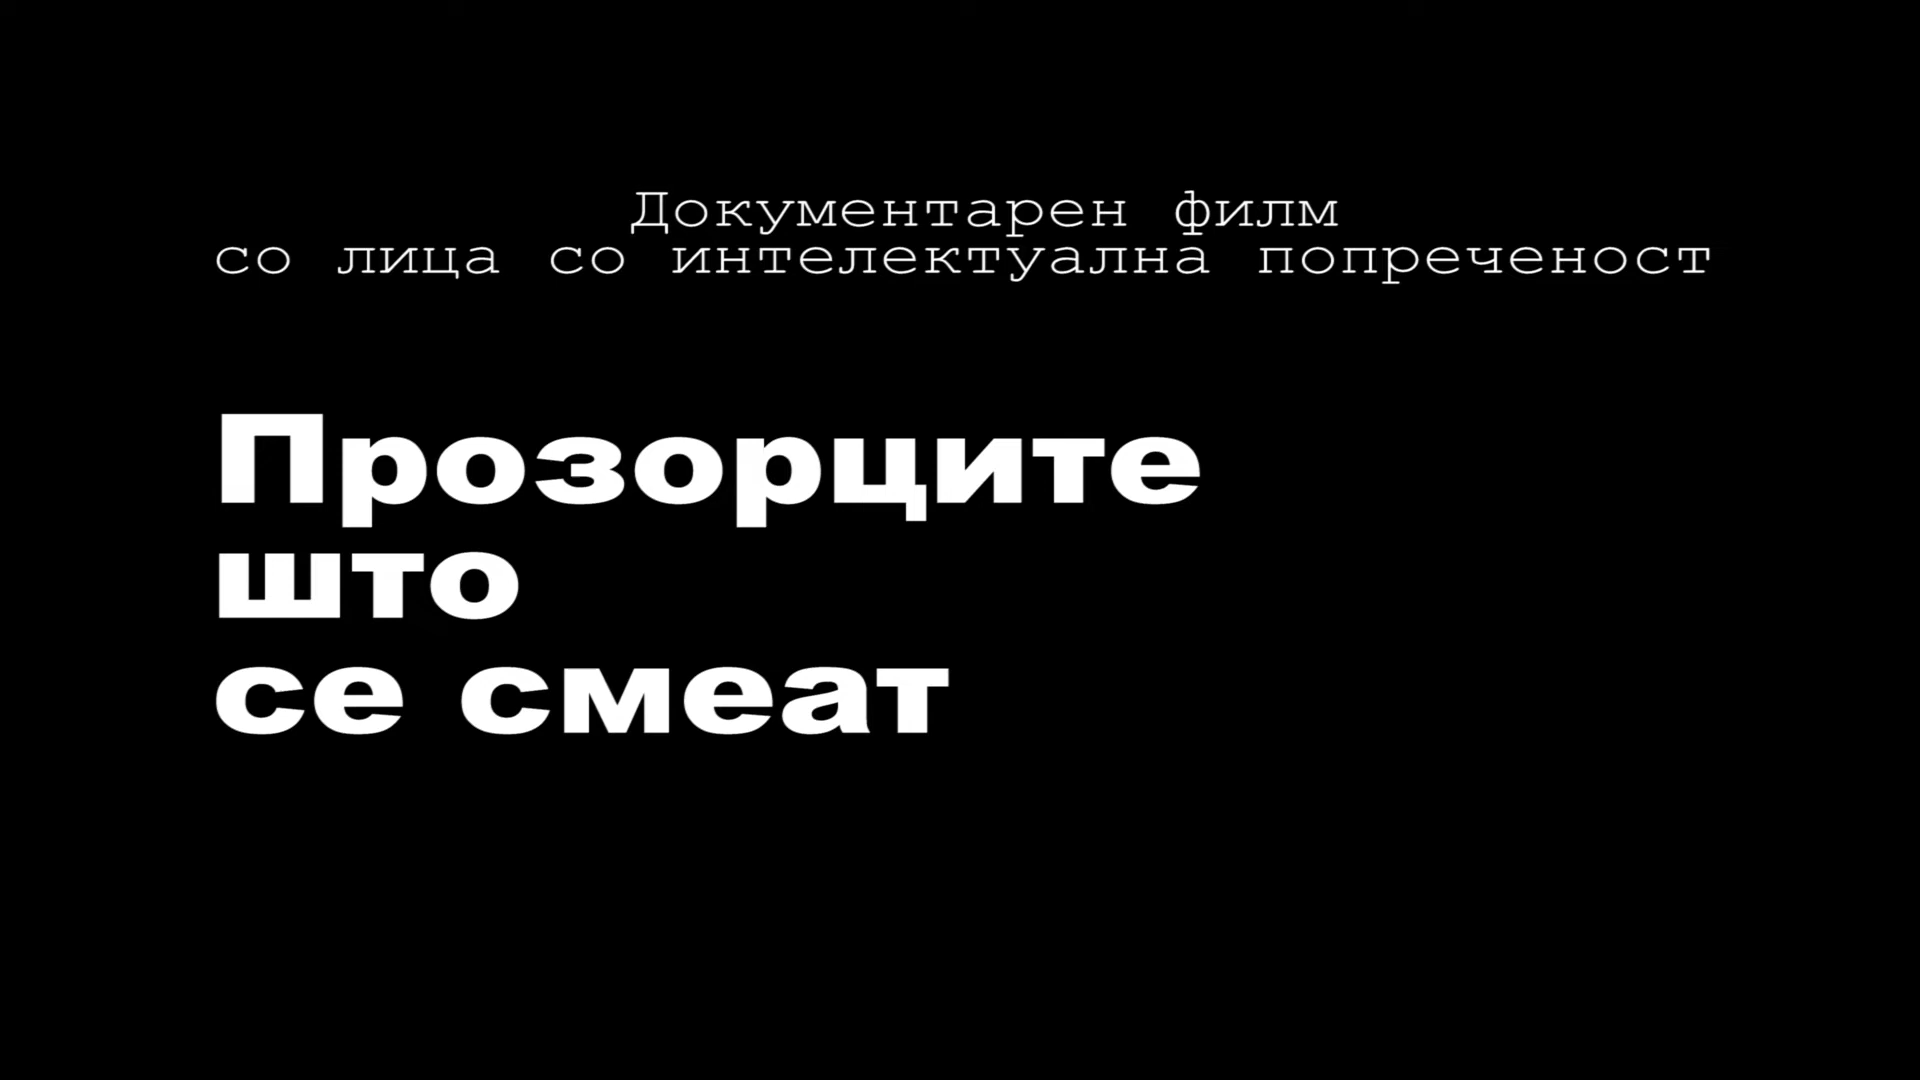 Документарен филм
со лица со интелектуална попреченост
Прозорците
што
се смеат